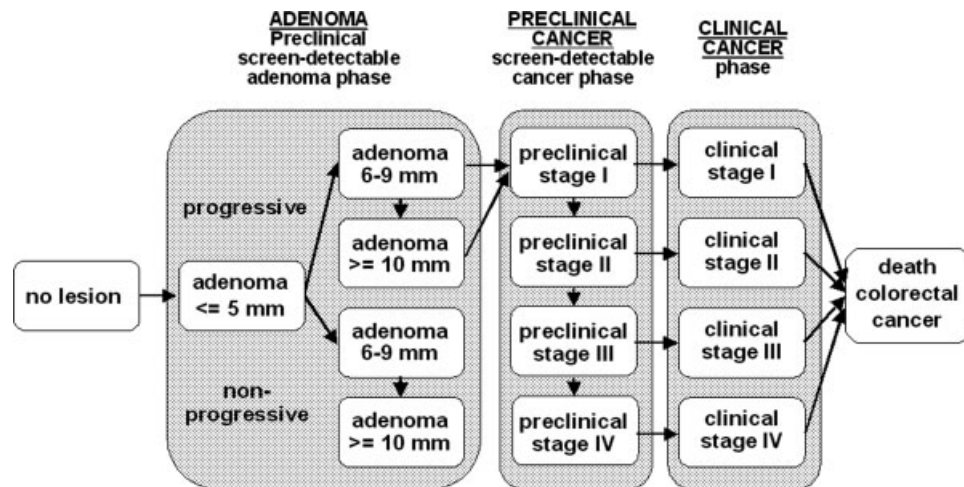 ADENOMA
Preclinical
screen-detectable
adenoma phase
PRECLINICAL
CANCER
screen-detectable
cancer phase
CLINICAL
CANCER
phase
no lesion
progressive
non-
progressive
adenoma
<= 5 mm
adenoma
6-9 mm
adenoma
>= 10 mm
adenoma
6-9 mm
adenoma
>= 10 mm
preclinical
stage I
preclinical
stage II
preclinical
stage III
preclinical
stage IV
clinical
stage I
clinical
stage II
clinical
stage III
clinical
stage IV
death
colorectal
cancer